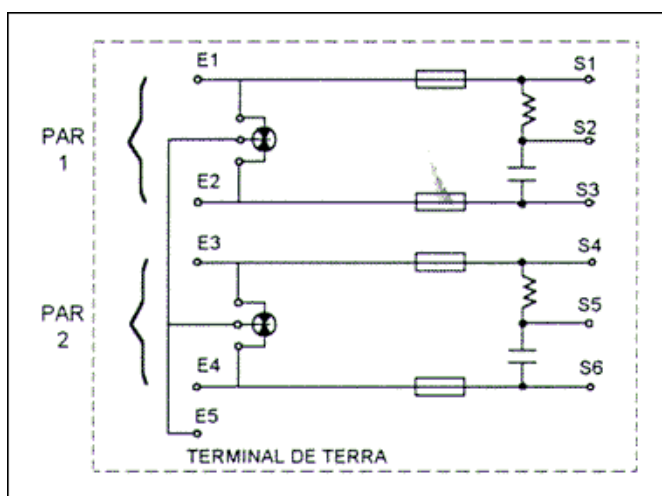 E1
S1
PAR
1
S2
E2
S3
E3
S4
PAR
2
S5
E4
S6
E5
TERMINAL DE TERRA